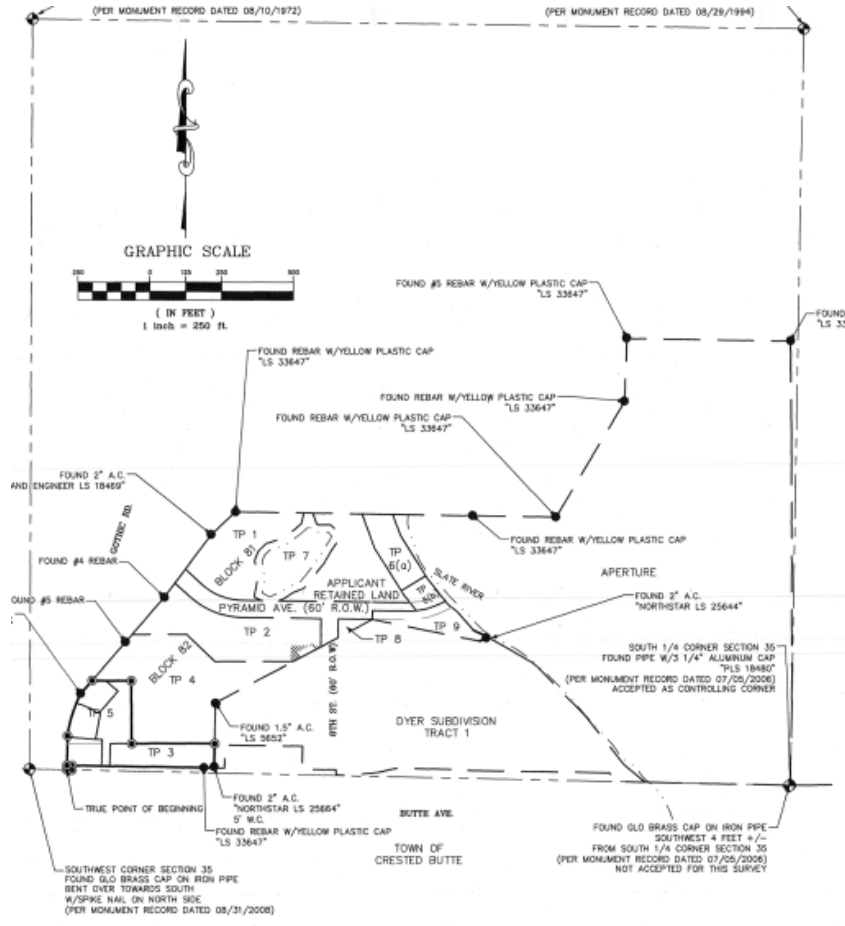 (PER MONUMENT RECORD DATED 08/10/1972)
(PER MONUMENT RECORD DATED 08/29/1994)
GRAPHIC SCALE
( IN FEET )
1 inch = 250 ft.
FOUND #5 REBAR W/YELLOW PLASTIC CAP
"LS 33647"
FOUND
"LS 33
FOUND REBAR W/YELLOW PLASTIC CAP
"LS 33647"
FOUND REBAR W/YELLOW PLASTIC CAP
"LS 33647"
FOUND REBAR W/YELLOW PLASTIC CAP
"LS 33647"
FOUND 2" A.C.
AND ENGINEER LS 18469"
GOTHIC RD.
TP 1
BLOCK 81
TP 7
TP
6(a)
FOUND REBAR W/YELLOW PLASTIC CAP
"LS 33647"
FOUND #4 REBAR
SLATE RIVER
APERTURE
APPLICANT
RETAINED LAND
TP
OUND #5 REBAR
PYRAMID AVE. (60' R.O.W.)
FOUND 2" A.C.
"NORTHSTAR LS 25644"
TP 2
TP 8
TP 9
BLOCK 82
TP 4
8TH ST. (60' R.O.W)
SOUTH 1/4 CORNER SECTION 35
FOUND PIPE W/3 1/4" ALUMINUM CAP
"PLS 18480"
(PER MONUMENT RECORD DATED 07/05/2006)
ACCEPTED AS CONTROLLING CORNER
TP 5
FOUND 1.5" A.C.
"LS 5652"
DYER SUBDIVISION
TRACT 1
TP 3
TRUE POINT OF BEGINNING
FOUND 2" A.C.
"NORTHSTAR LS 25664"
5' W.C.
FOUND REBAR W/YELLOW PLASTIC CAP
"LS 33647"
BUTTE AVE.
TOWN OF
CRESTED BUTTE
FOUND GLO BRASS CAP ON IRON PIPE
SOUTHWEST 4 FEET +/-
FROM SOUTH 1/4 CORNER SECTION 35
(PER MONUMENT RECORD DATED 07/05/2006)
NOT ACCEPTED FOR THIS SURVEY
SOUTHWEST CORNER SECTION 35
FOUND GLO BRASS CAP ON IRON PIPE
BENT OVER TOWARDS SOUTH
W/SPIKE NAIL ON NORTH SIDE
(PER MONUMENT RECORD DATED 08/31/2008)